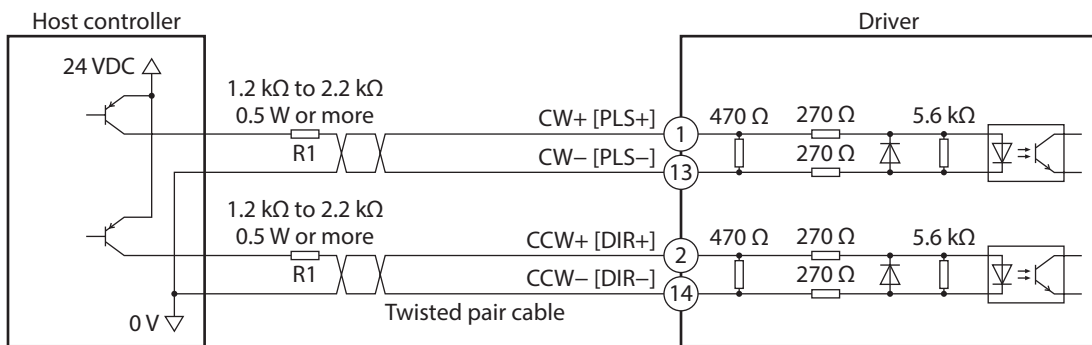 Host controller
Driver
24 VDC
1.2 kΩ to 2.2 kΩ
0.5 W or more
R1
CW+ [PLS+]
CW− [PLS−]
1
13
470 Ω
270 Ω
270 Ω
5.6 kΩ
1.2 kΩ to 2.2 kΩ
0.5 W or more
R1
CCW+ [DIR+]
CCW− [DIR−]
2
14
470 Ω
270 Ω
270 Ω
5.6 kΩ
0 V
Twisted pair cable